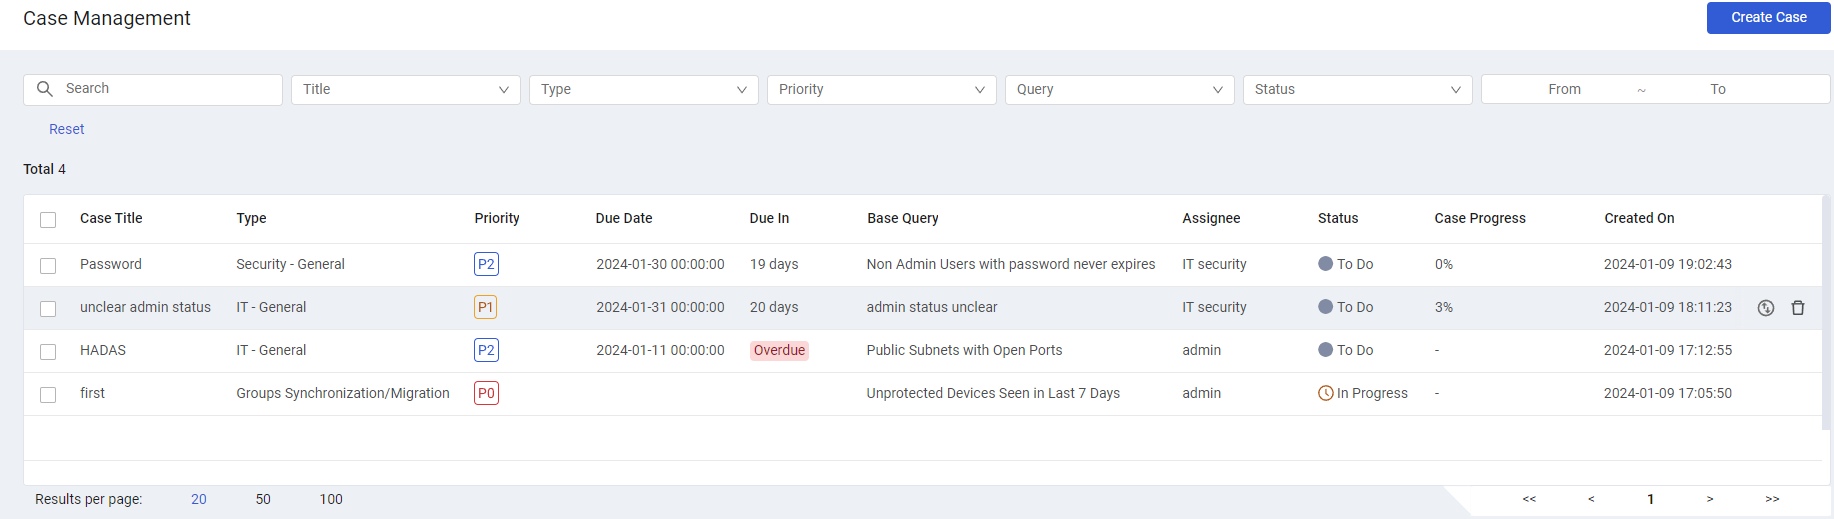 Case Management
Create Case
Search
Title
Type
Priority
Query
Status
From ~ To
Reset
Total 4
Case Title Type Priority Due Date Due In Base Query Assignee Status Case Progress Created On
Password Security - General P2 2024-01-30 00:00:00 19 days Non Admin Users with password never expires IT security To Do 0% 2024-01-09 19:02:43
unclear admin status IT - General P1 2024-01-31 00:00:00 20 days admin status unclear IT security To Do 3% 2024-01-09 18:11:23
HADAS IT - General P2 2024-01-11 00:00:00 Overdue Public Subnets with Open Ports admin To Do - 2024-01-09 17:12:55
first Groups Synchronization/Migration P0 Unprotected Devices Seen in Last 7 Days admin In Progress - 2024-01-09 17:05:50
Results per page: 20 50 100 << < 1 > >>